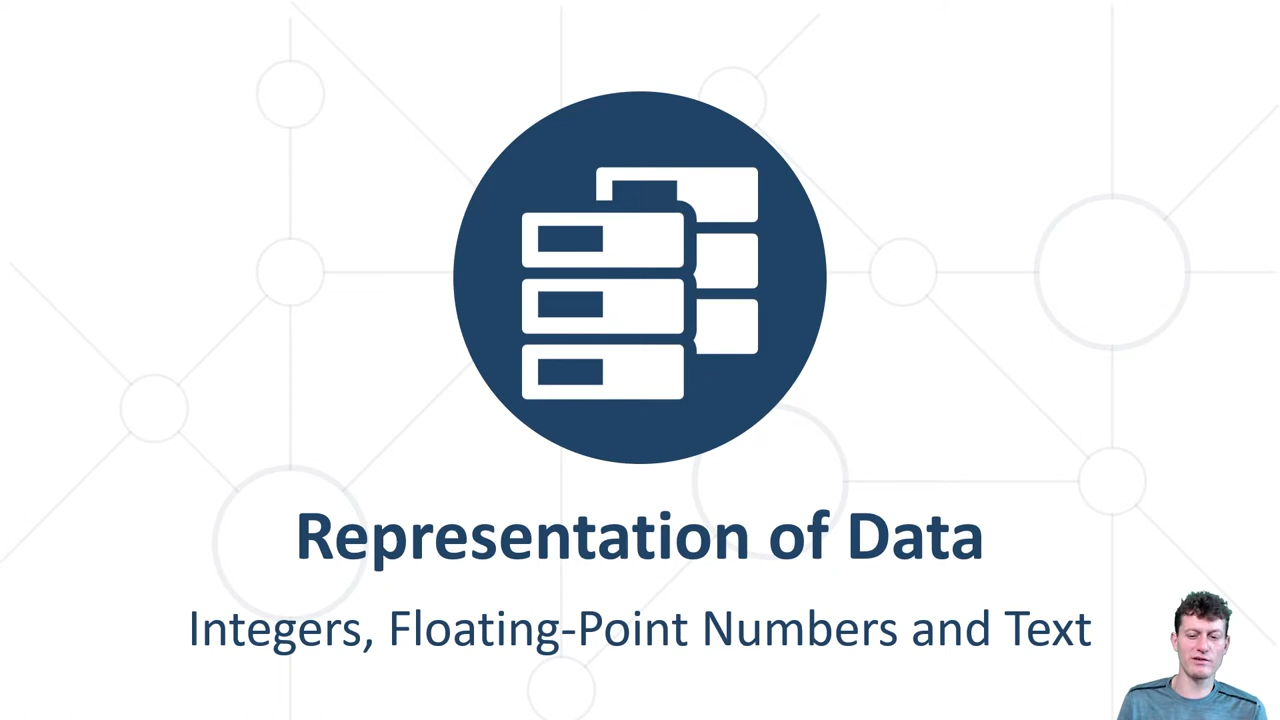 Representation of Data
Integers, Floating-Point Numbers and Text